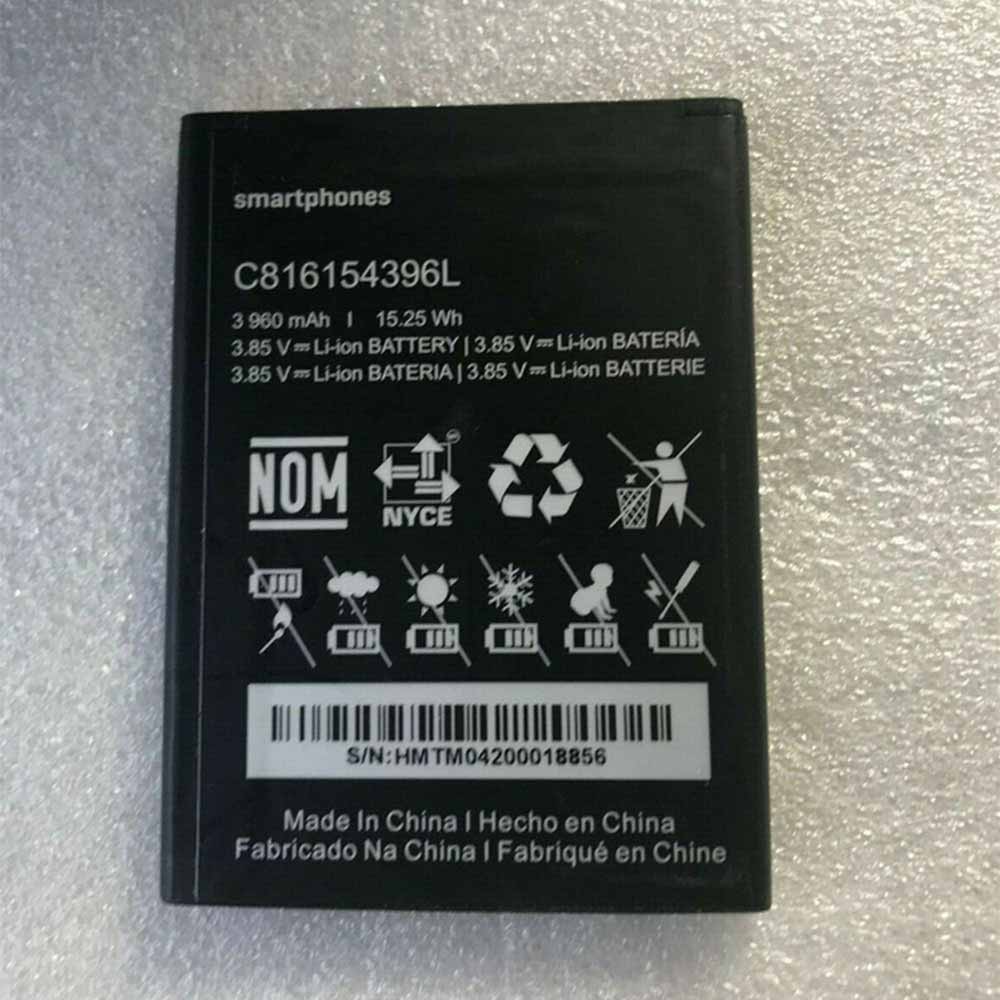 smartphones
C816154396L
3 960 mAh I 15.25 Wh
3.85 V⎓Li-ion BATTERY | 3.85 V⎓Li-ion BATERÍA
3.85 V⎓Li-ion BATERIA | 3.85 V⎓Li-ion BATTERIE
NOM
NYCE
S/N:HMTM04200018856
Made In China I Hecho en China
Fabricado Na China I Fabriqué en Chine